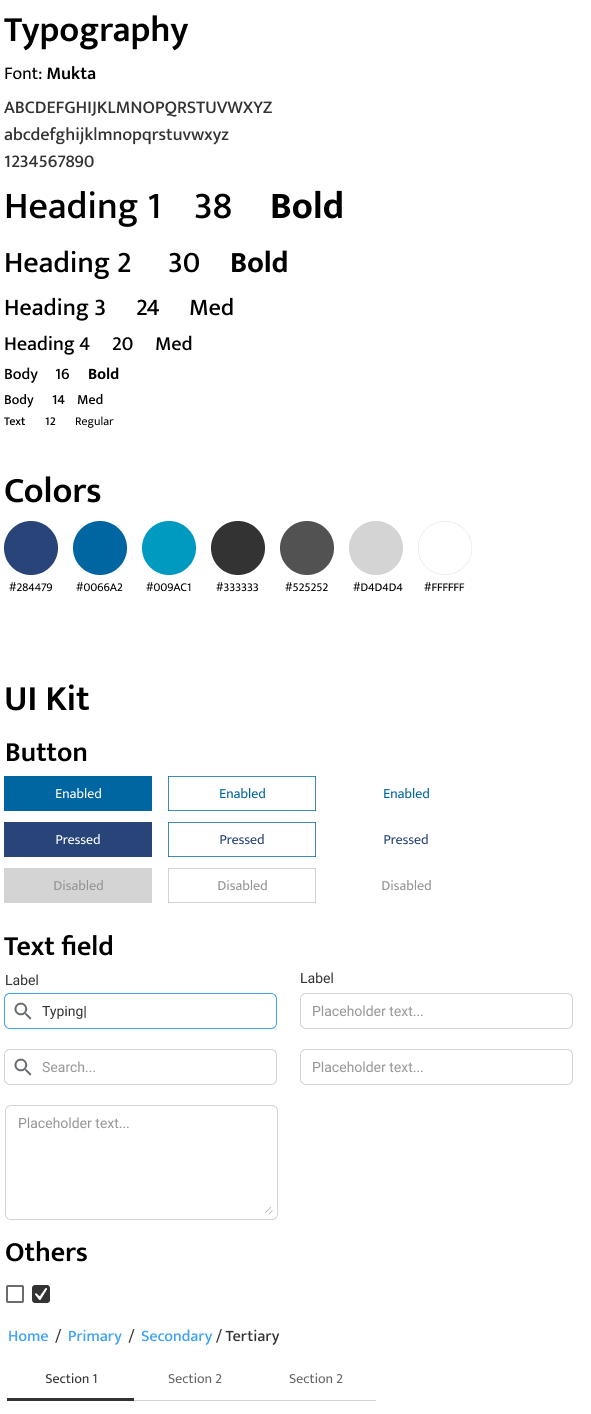 Typography
Font: Mukta
ABCDEFGHIJKLMNOPQRSTUVWXYZ
abcdefghijklmnopqrstuvwxyz
1234567890
Heading 1 38 Bold
Heading 2 30 Bold
Heading 3 24 Med
Heading 4 20 Med
Body 16 Bold
Body 14 Med
Text 12 Regular
Colors
#284479 #0066A2 #009AC1 #333333 #525252 #D4D4D4 #FFFFFF
UI Kit
Button
Enabled Enabled Enabled
Pressed Pressed Pressed
Disabled Disabled Disabled
Text field
Label Label
Typing| Placeholder text...
Search... Placeholder text...
Placeholder text...
Others
Home / Primary / Secondary / Tertiary
Section 1 Section 2 Section 2